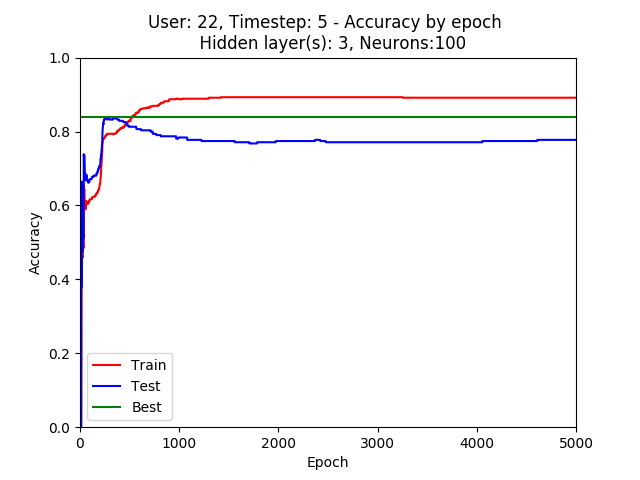 User: 22, Timestep: 5 - Accuracy by epoch
Hidden layer(s): 3, Neurons:100
1.0
0.8
0.6
0.4
0.2
0.0
Accuracy
Train
Test
Best
0 1000 2000 3000 4000 5000
Epoch